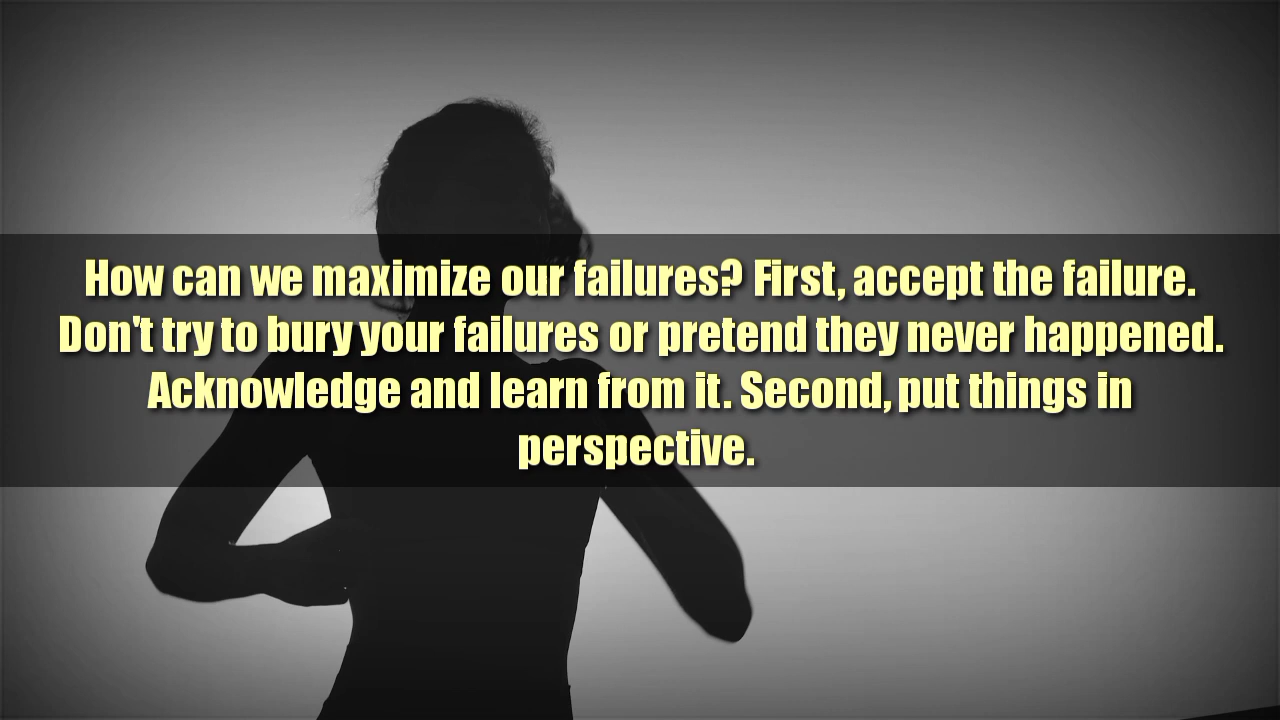 How can we maximize our failures? First, accept the failure.
Don't try to bury your failures or pretend they never happened.
Acknowledge and learn from it. Second, put things in
perspective.